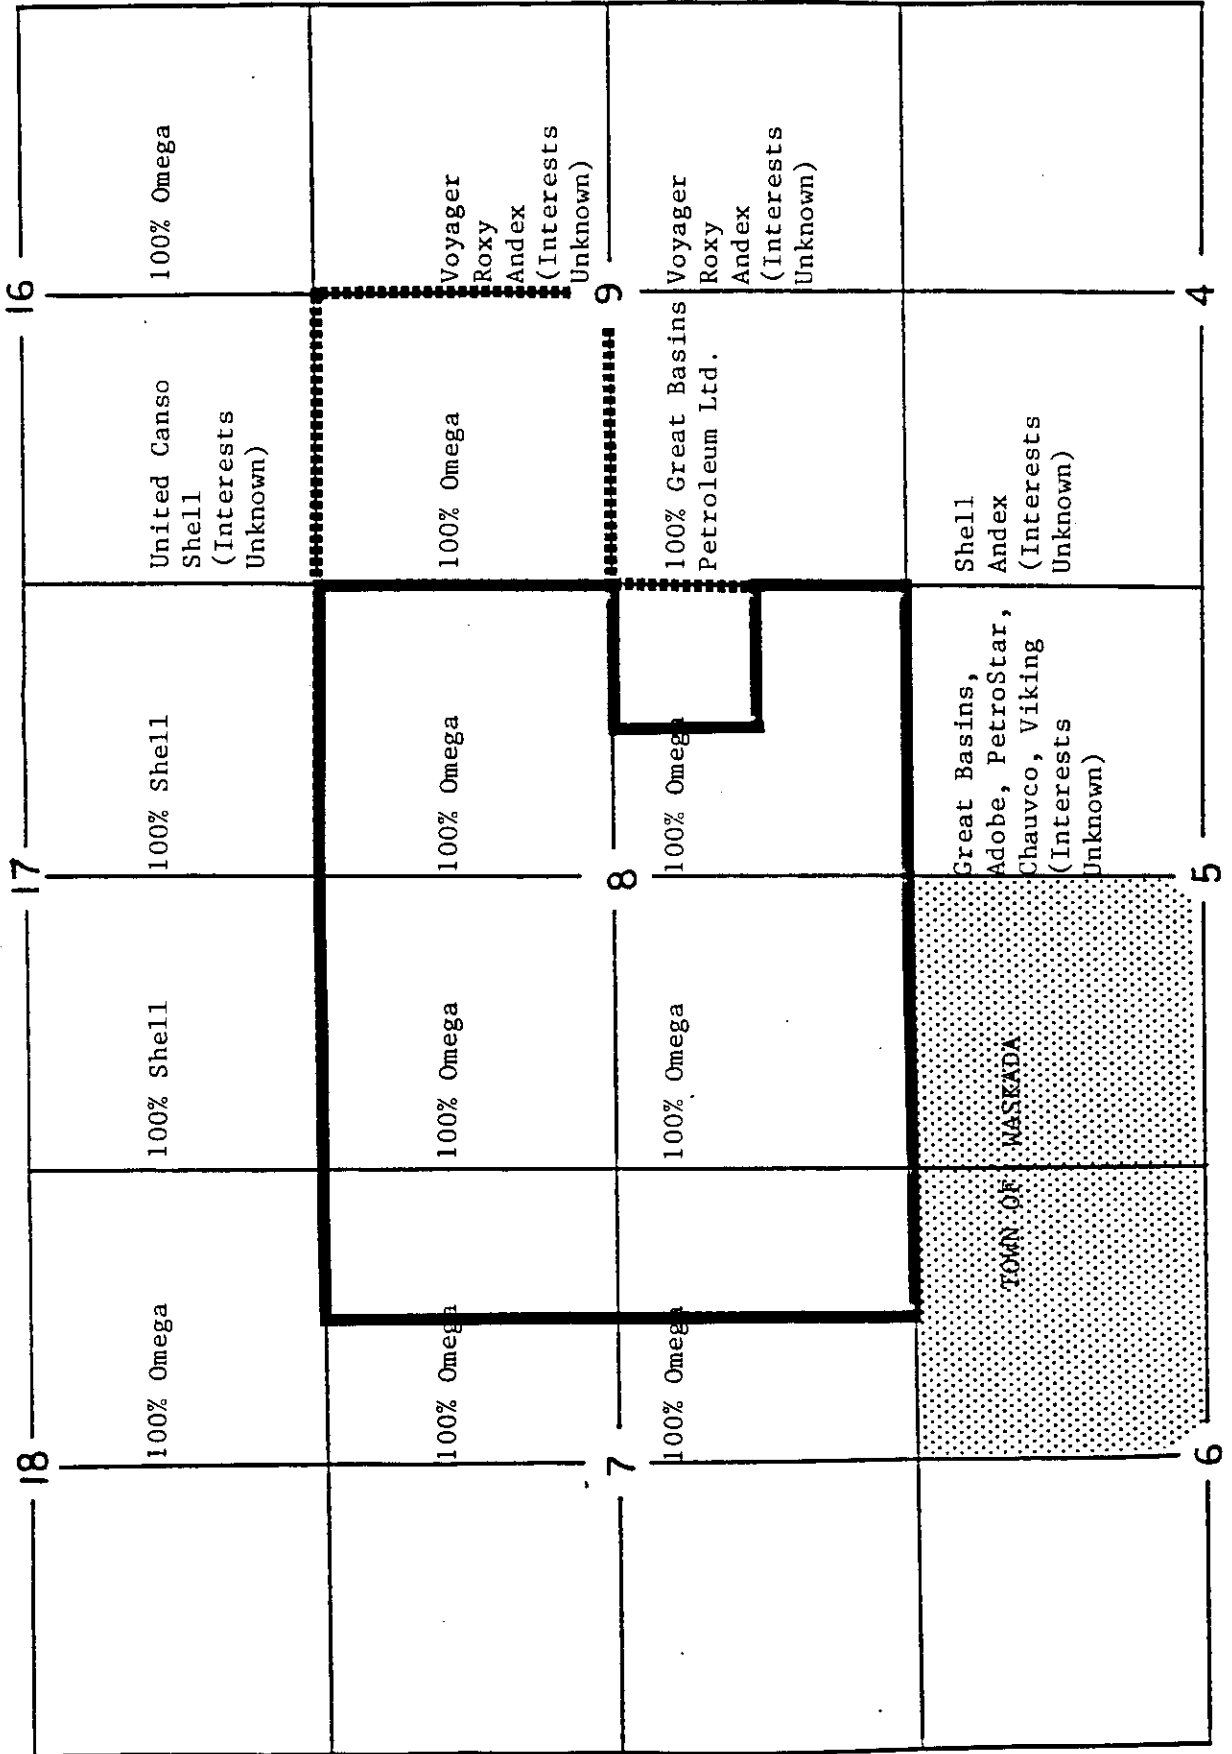 18
17
16
100% Omega
100% Shell
100% Shell
United Canso
Shell
(Interests
Unknown)
100% Omega
100% Omega
100% Omega
100% Omega
100% Omega
Voyager
Roxy
Andex
(Interests
Unknown)
7
8
9
100% Omega
100% Omega
100% Omega
100% Great Basins
Petroleum Ltd.
Voyager
Roxy
Andex
(Interests
Unknown)
TOWN OF WASKADA
Great Basins,
Adobe, PetroStar,
Chauvco, Viking
(Interests
Unknown)
Shell
Andex
(Interests
Unknown)
6
5
4